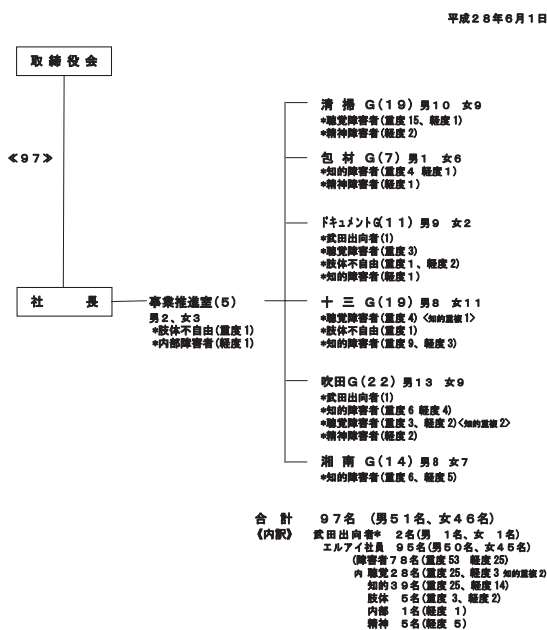 平成２８年６月１日
取締役会
≪９７≫
清 掃 Ｇ(１９) 男１０ 女９
*聴覚障害者(重度 15、軽度 1)
*精神障害者(軽度２)
包 材 Ｇ(７) 男１ 女６
*知的障害者(重度４ 軽度１)
*精神障害者(軽度１)
ドキュメントＧ(１１) 男９ 女２
*武田出向者(1)
*聴覚障害者(重度３)
*肢体不自由(重度１、軽度２)
*知的障害者(軽度１)
社 長
事業推進室(５)
男２、女３
*肢体不自由(重度１)
*内部障害者(軽度１)
十 三 Ｇ(１９) 男８ 女１１
*聴覚障害者(重度４) <知的重複１>
*肢体不自由(重度１)
*知的障害者(重度９、軽度３)
吹田Ｇ(２２) 男１３ 女９
*武田出向者(1)
*知的障害者(重度６ 軽度４)
*聴覚障害者(重度３、軽度２)<知的重複２>
*精神障害者(軽度２)
湘 南 Ｇ(１４) 男８ 女７
*知的障害者(重度６、軽度５)
合 計 ９７名 (男５１名、女４６名)
《内訳》 武田出向者* ２名(男 １名、女 １名)
エルアイ社員 ９５名(男５０名、女４５名)
(障害者７８名(重度53 軽度25)
内 聴覚２８名(重度25、軽度３ 知的重複２)
知的３９名(重度25、軽度14)
肢体 ５名(重度 ３、軽度２)
内部 １名(軽度 １)
精神 ５名(軽度 ５)